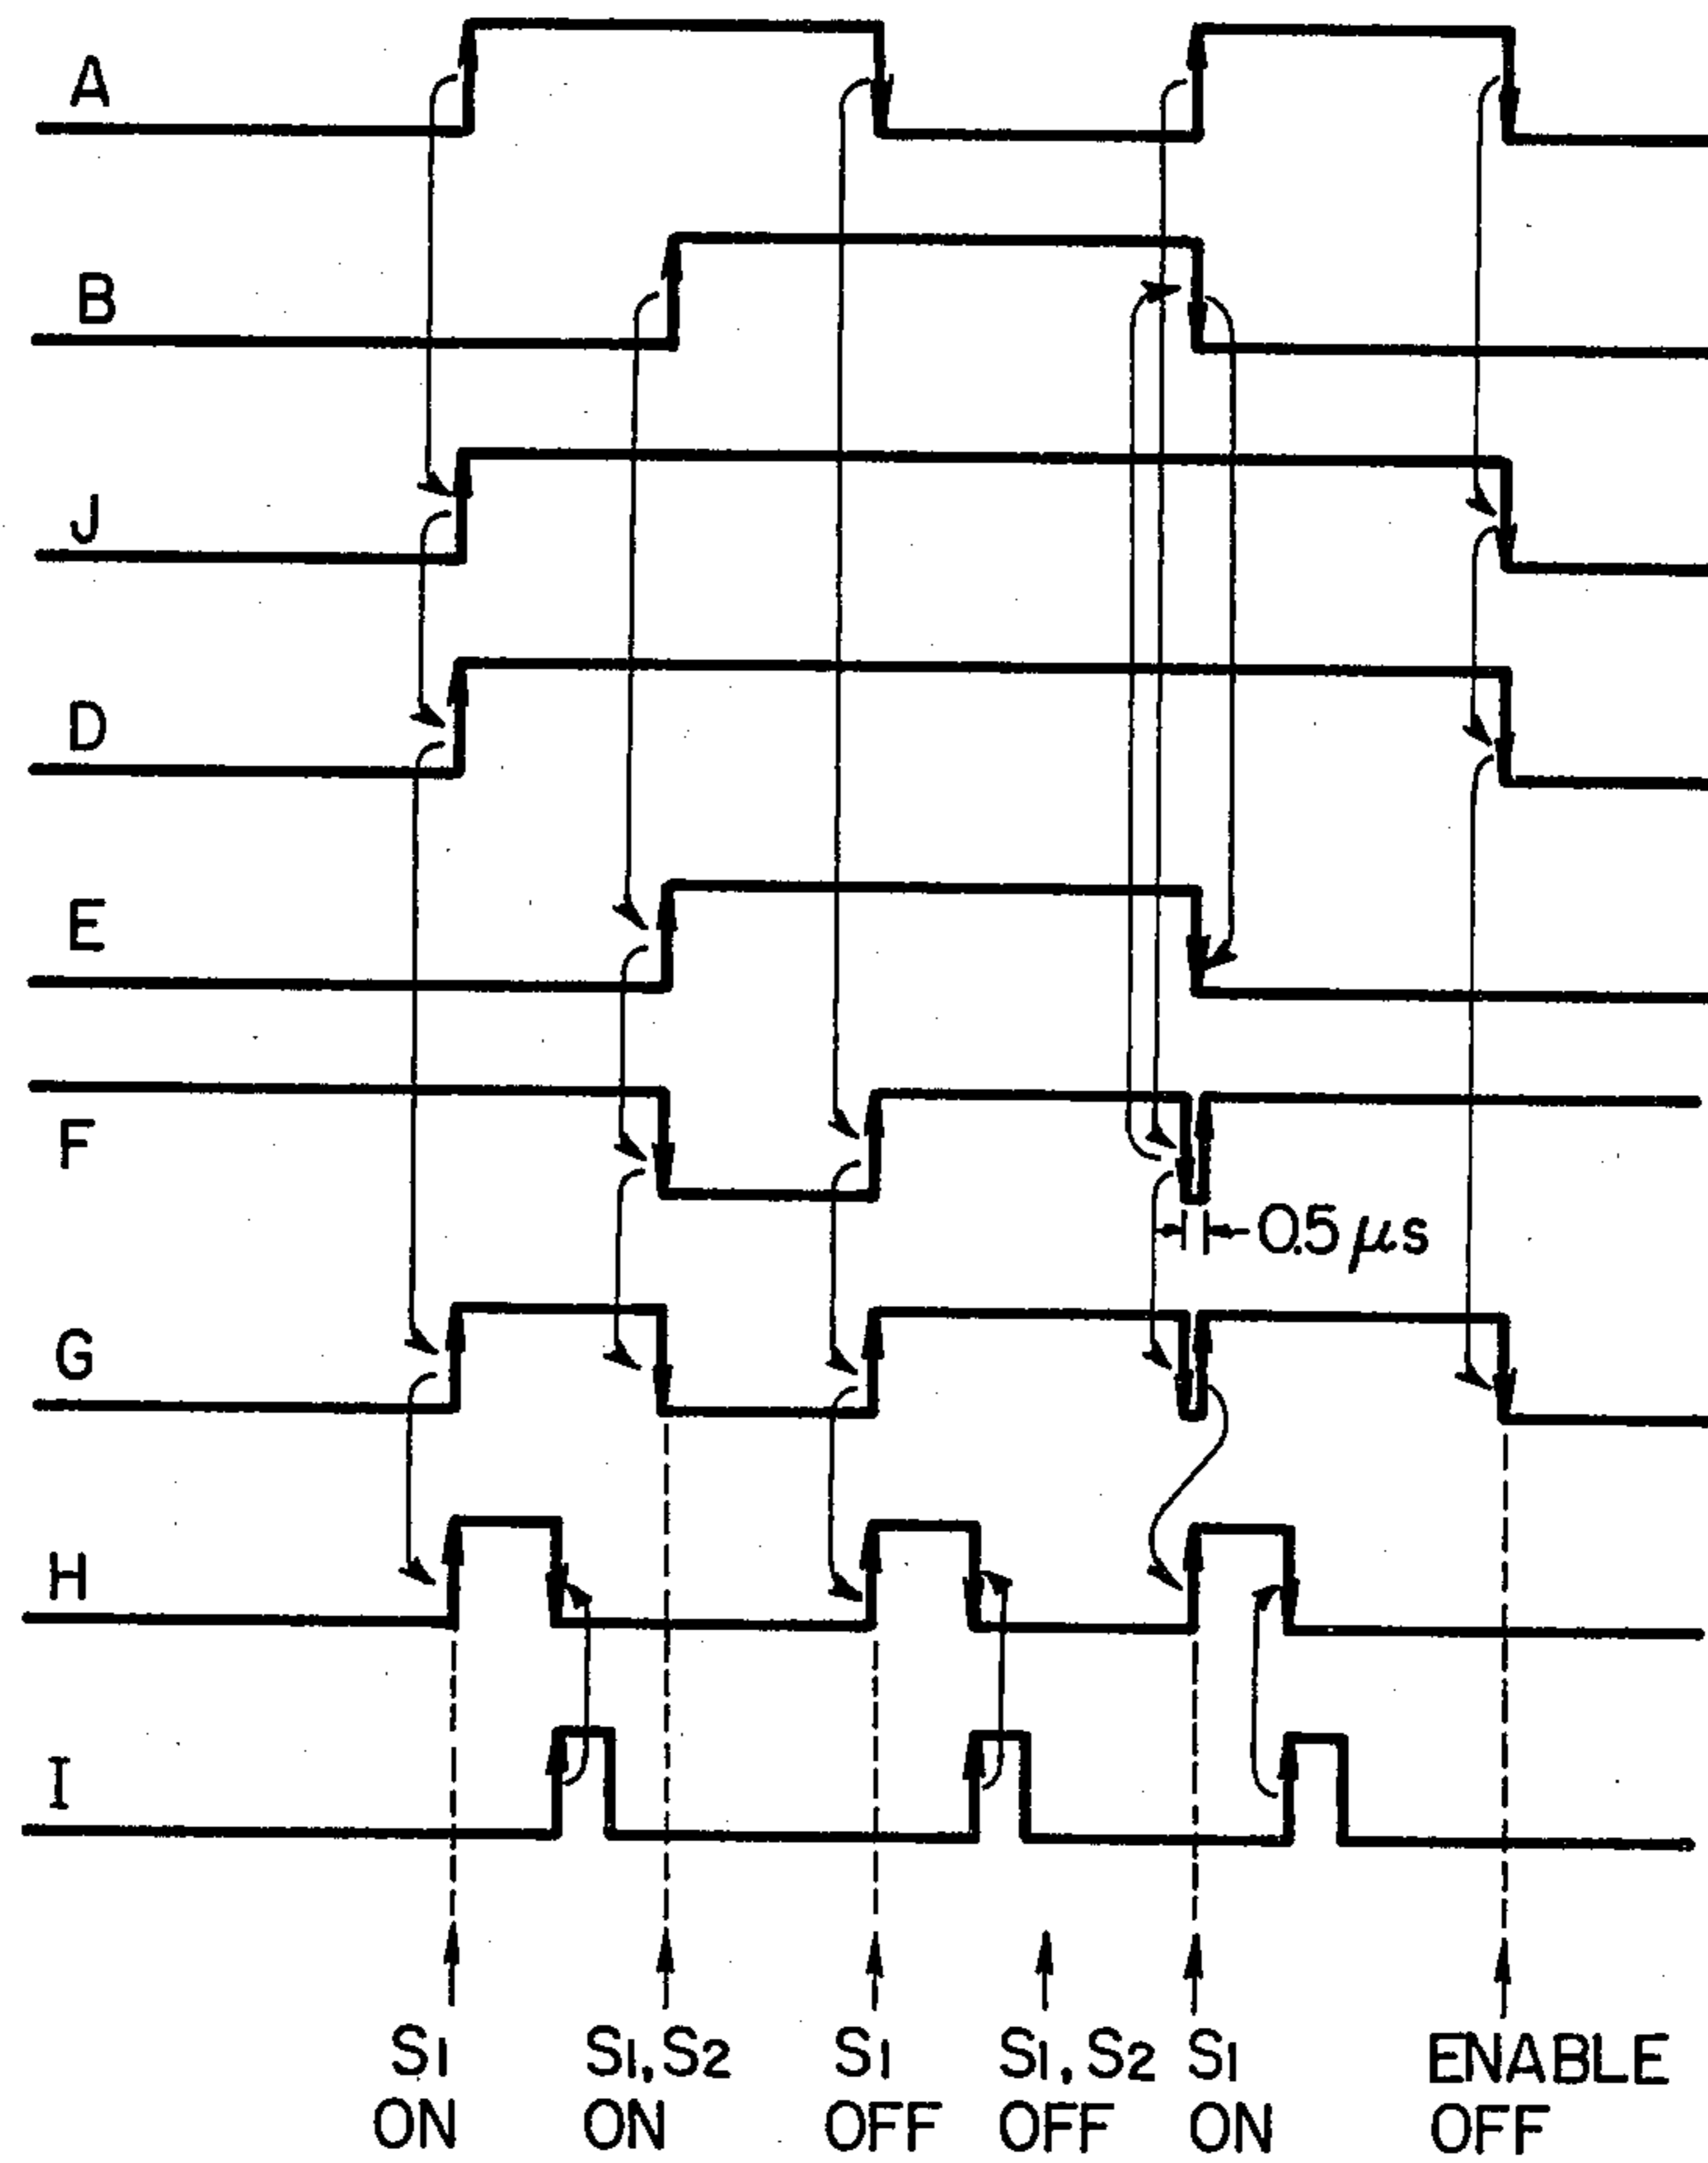 A
B
J
D
E
F
0.5 µs
G
H
I
S1 ON
S1, S2 ON
S1 OFF
S1, S2 OFF
S1 ON
ENABLE OFF